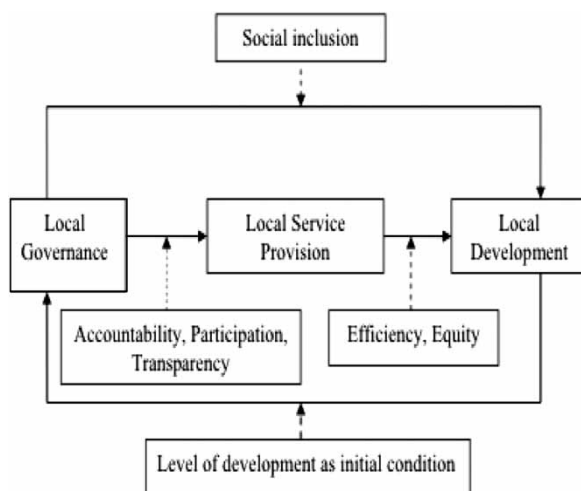 Social inclusion
Local
Governance
Local Service
Provision
Local
Development
Accountability, Participation,
Transparency
Efficiency, Equity
Level of development as initial condition